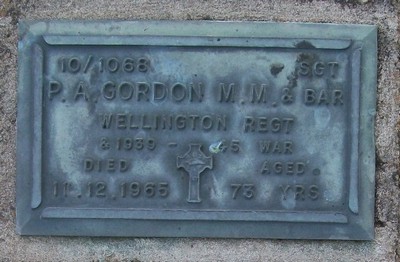 10/1068 SGT
P. A. GORDON M.M. & BAR
WELLINGTON REGT
& 1939 - 45 WAR
DIED AGED
11.12.1965 73 YRS